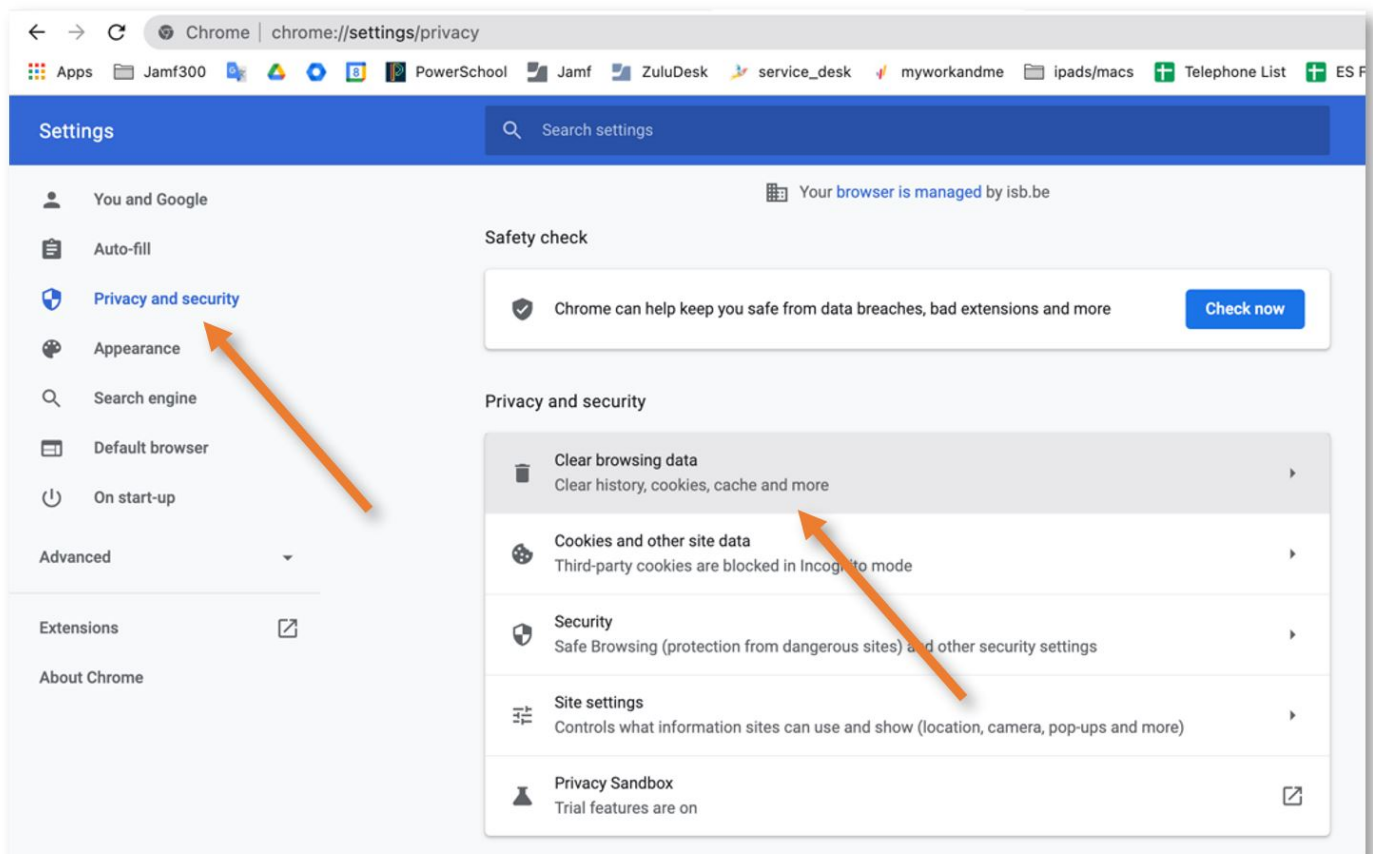 Chrome | chrome://settings/privacy
Apps Jamf300 8 PowerSchool Jamf ZuluDesk service_desk myworkandme ipads/macs Telephone List ES F
Settings
Search settings
You and Google
Auto-fill
Privacy and security
Appearance
Search engine
Default browser
On start-up
Advanced
Extensions
About Chrome
Your browser is managed by isb.be
Safety check
Chrome can help keep you safe from data breaches, bad extensions and more
Check now
Privacy and security
Clear browsing data
Clear history, cookies, cache and more
Cookies and other site data
Third-party cookies are blocked in Incognito mode
Security
Safe Browsing (protection from dangerous sites) and other security settings
Site settings
Controls what information sites can use and show (location, camera, pop-ups and more)
Privacy Sandbox
Trial features are on